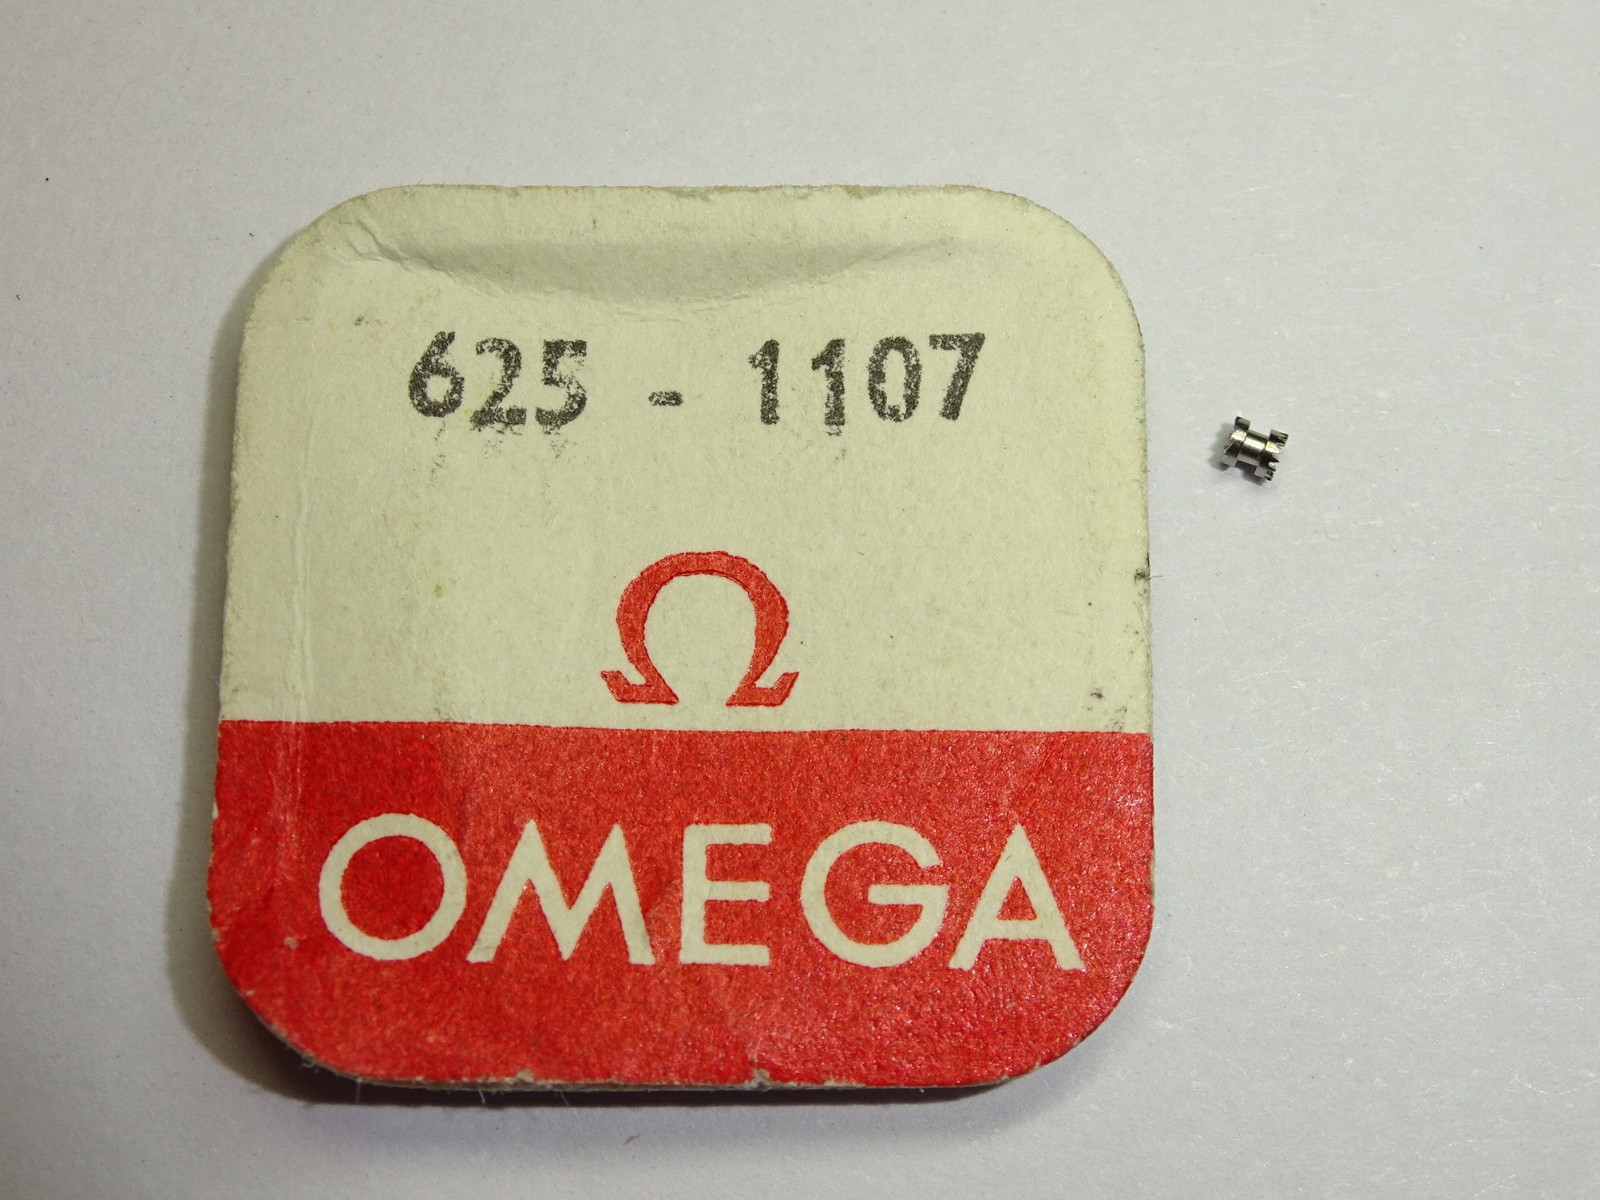 625 - 1107
Ω
OMEGA